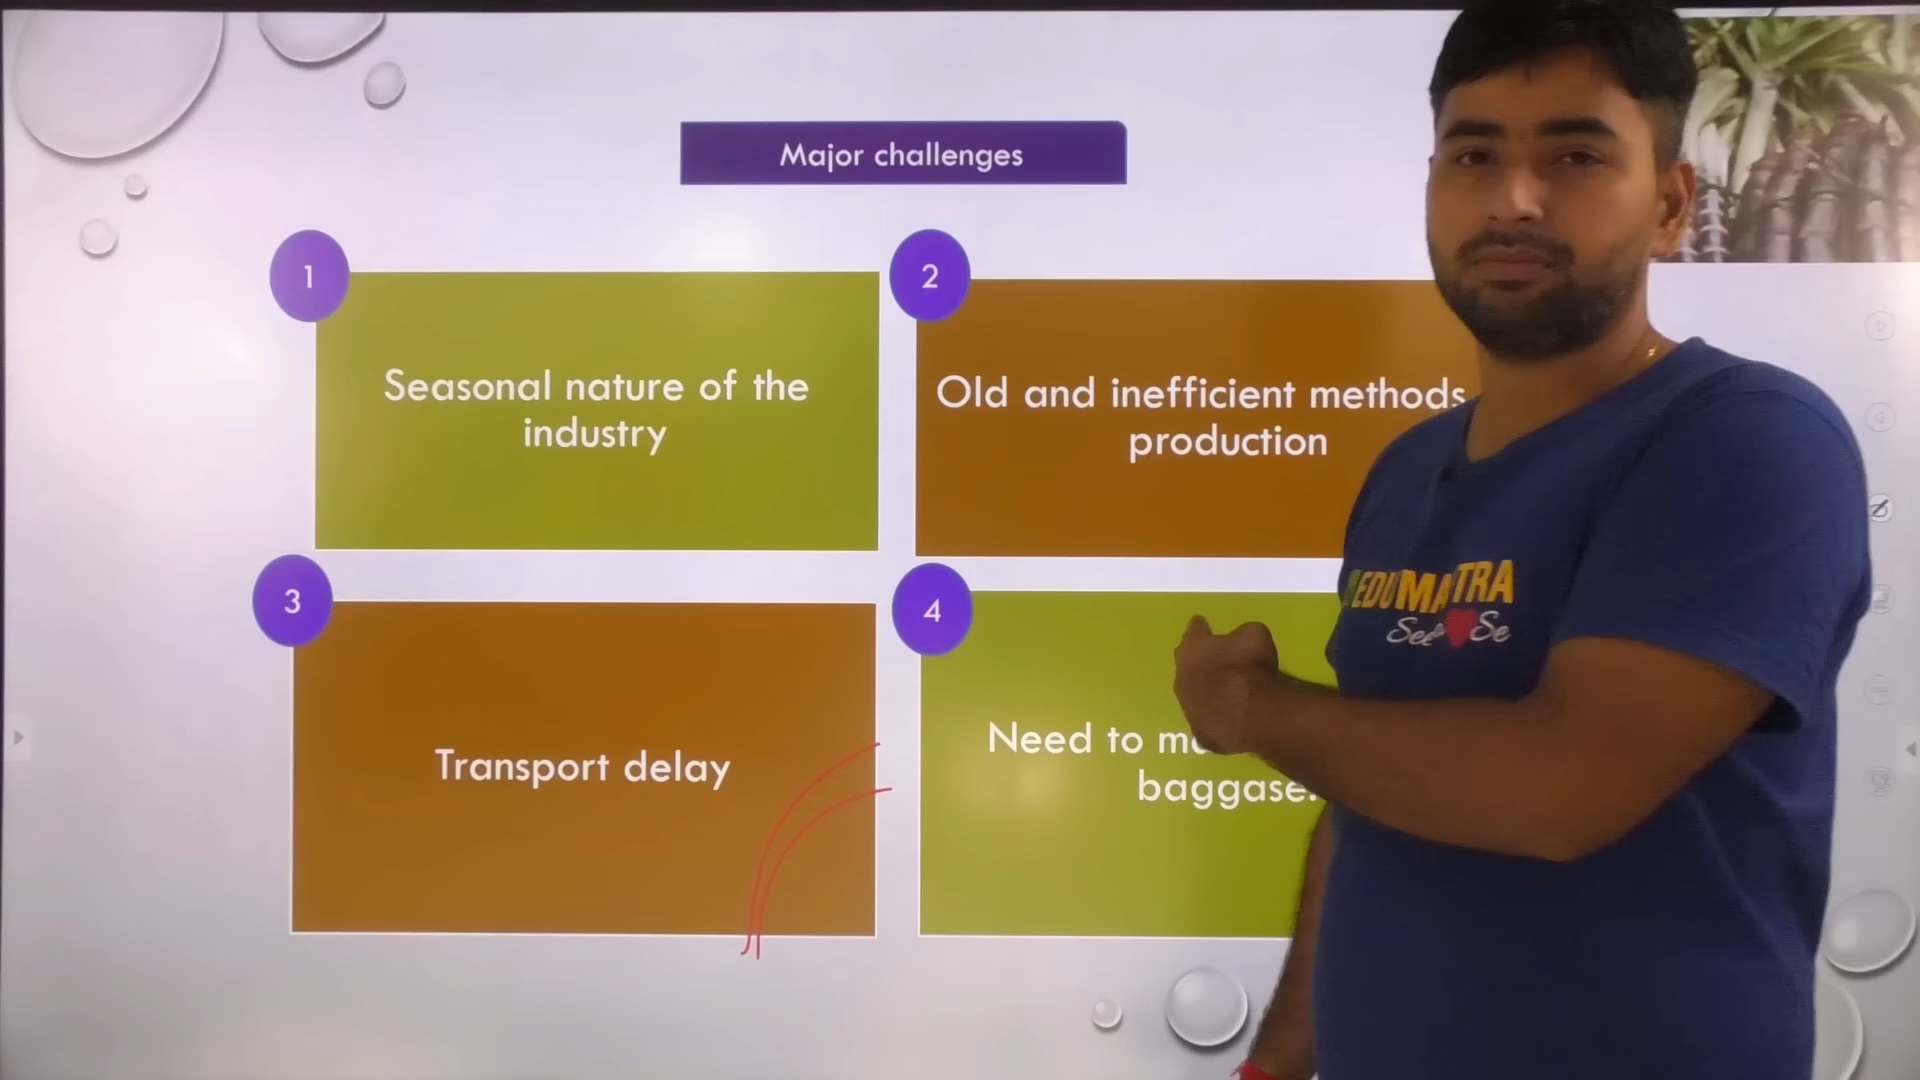 Major challenges
1
Seasonal nature of the
industry
2
Old and inefficient methods
production
3
Transport delay
4
Need to
baggase.
EDUMANTRA
Se